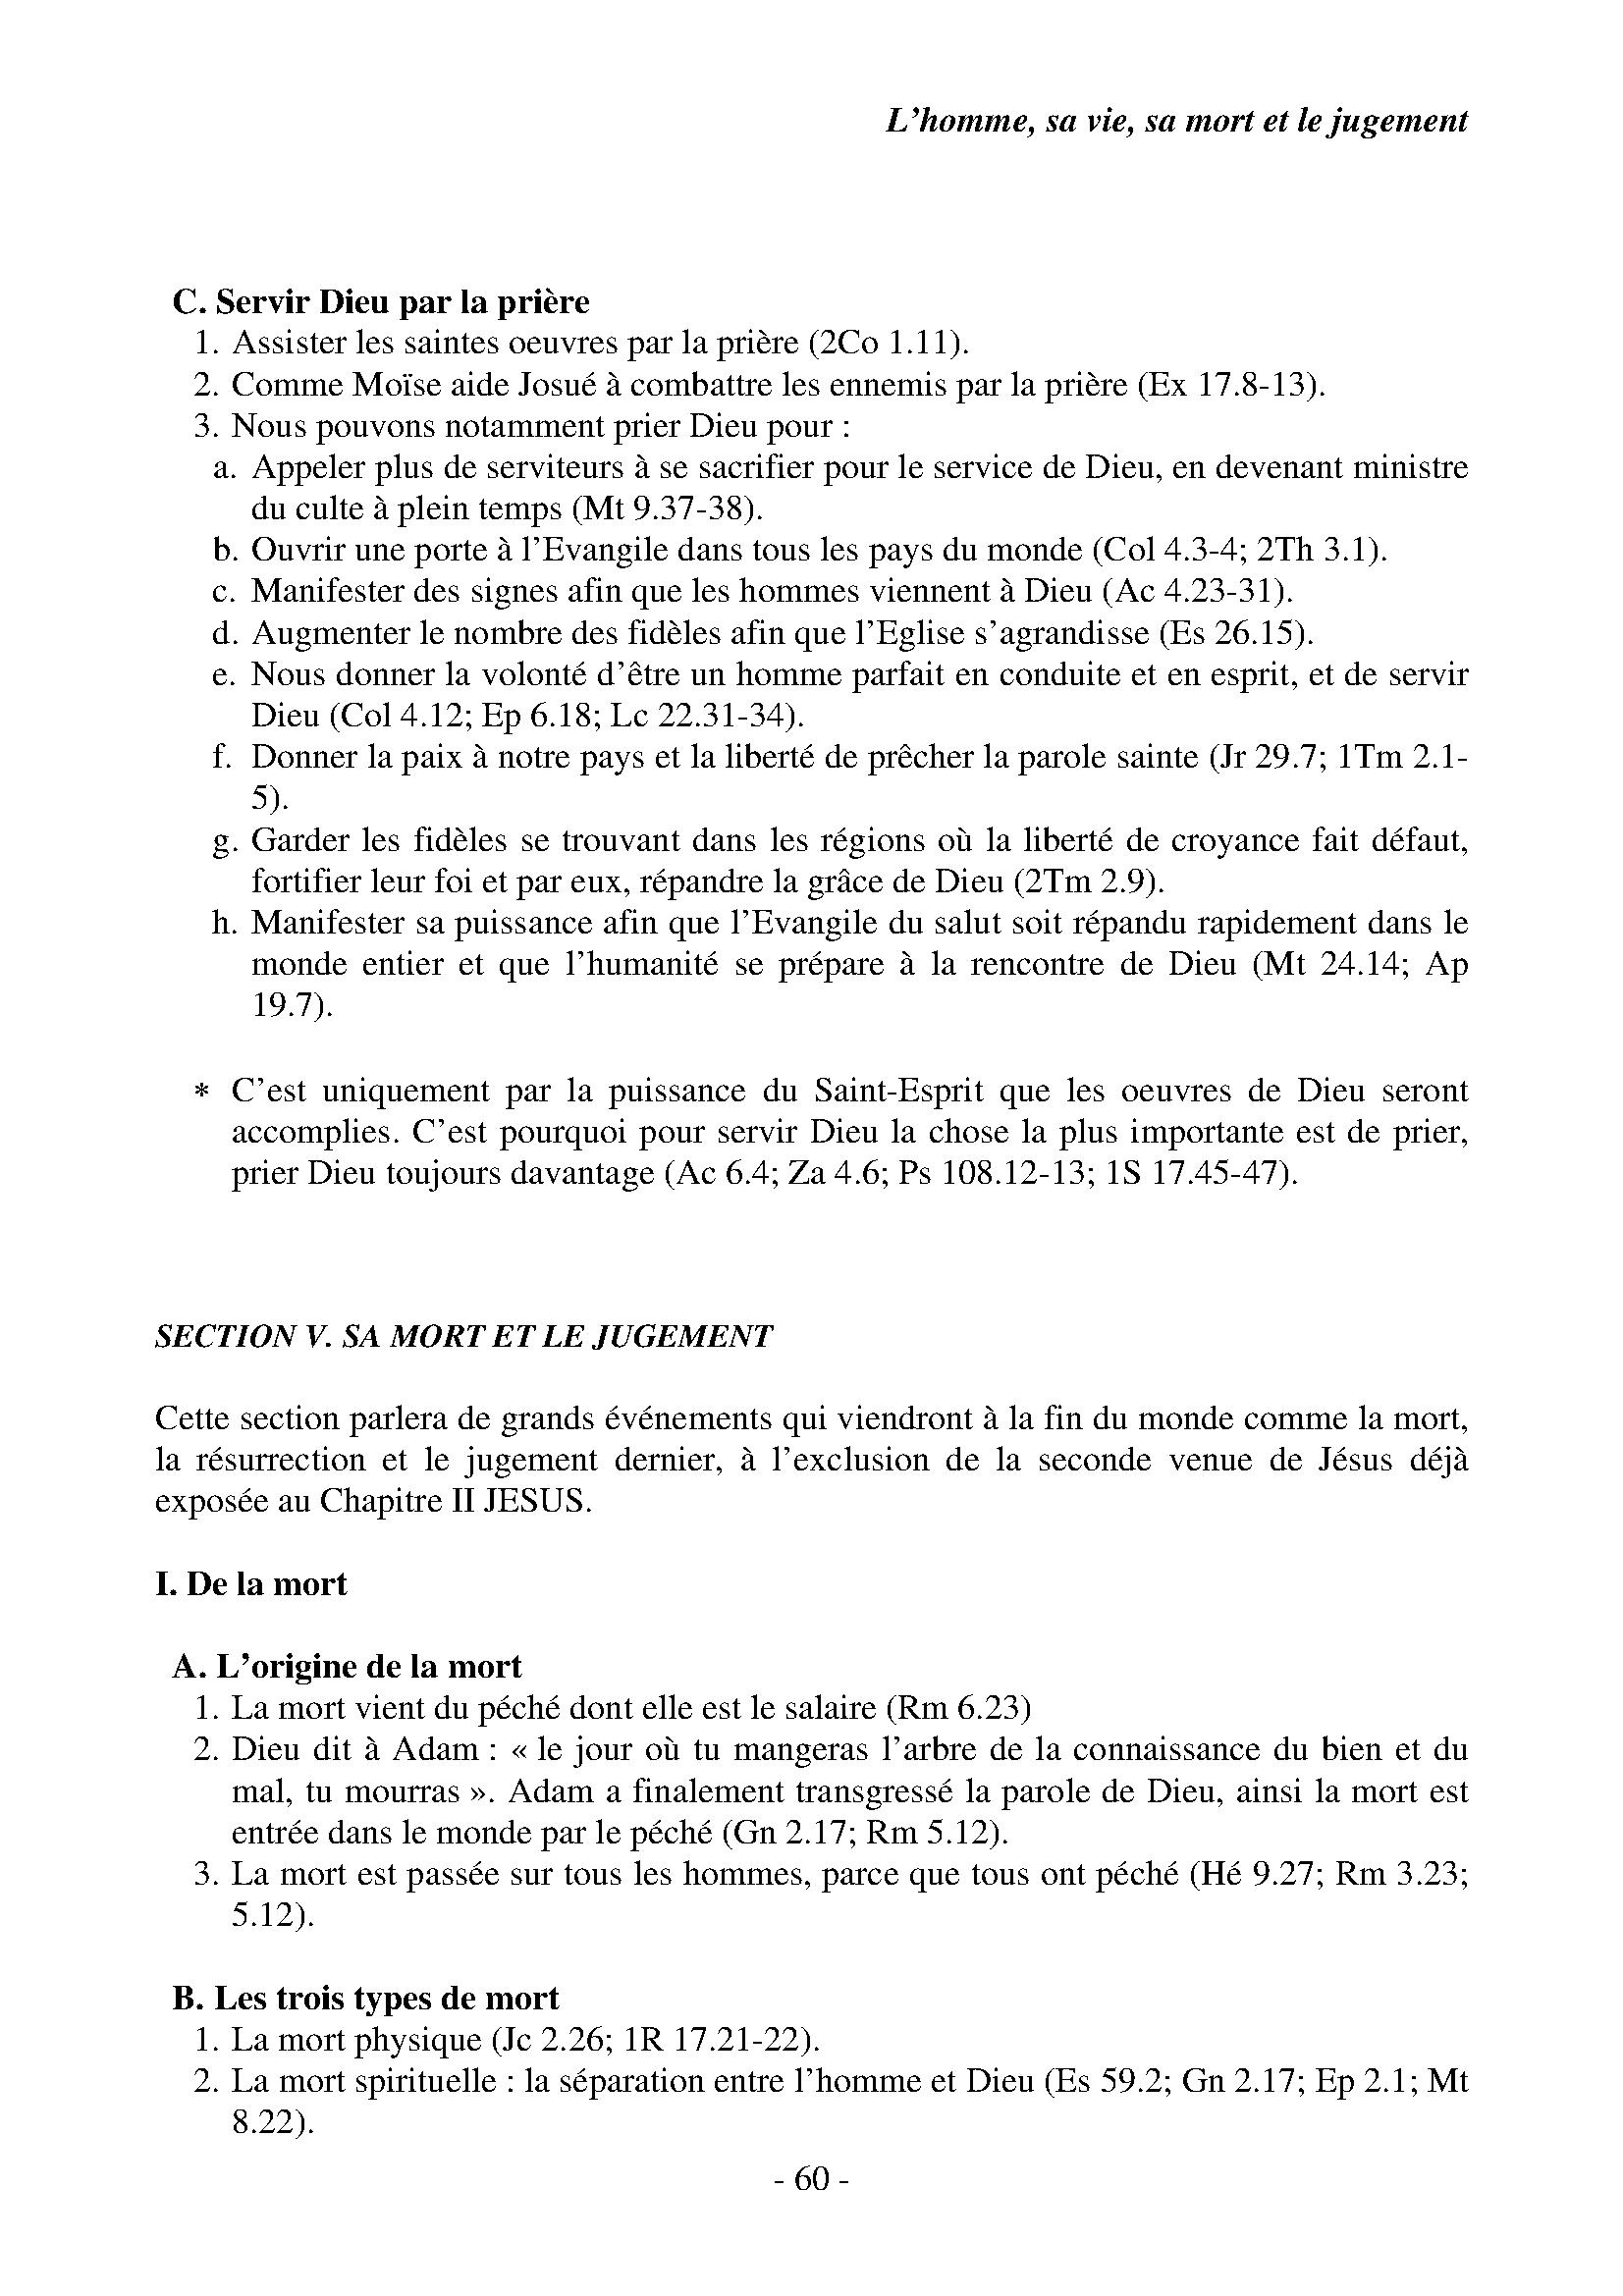 L’homme, sa vie, sa mort et le jugement
C. Servir Dieu par la prière
1. Assister les saintes oeuvres par la prière (2Co 1.11).
2. Comme Moïse aide Josué à combattre les ennemis par la prière (Ex 17.8-13).
3. Nous pouvons notamment prier Dieu pour :
a. Appeler plus de serviteurs à se sacrifier pour le service de Dieu, en devenant ministre
du culte à plein temps (Mt 9.37-38).
b. Ouvrir une porte à l’Evangile dans tous les pays du monde (Col 4.3-4; 2Th 3.1).
c. Manifester des signes afin que les hommes viennent à Dieu (Ac 4.23-31).
d. Augmenter le nombre des fidèles afin que l’Eglise s’agrandisse (Es 26.15).
e. Nous donner la volonté d’être un homme parfait en conduite et en esprit, et de servir
Dieu (Col 4.12; Ep 6.18; Lc 22.31-34).
f. Donner la paix à notre pays et la liberté de prêcher la parole sainte (Jr 29.7; 1Tm 2.1-
5).
g. Garder les fidèles se trouvant dans les régions où la liberté de croyance fait défaut,
fortifier leur foi et par eux, répandre la grâce de Dieu (2Tm 2.9).
h. Manifester sa puissance afin que l’Evangile du salut soit répandu rapidement dans le
monde entier et que l’humanité se prépare à la rencontre de Dieu (Mt 24.14; Ap
19.7).
* C’est uniquement par la puissance du Saint-Esprit que les oeuvres de Dieu seront
accomplies. C’est pourquoi pour servir Dieu la chose la plus importante est de prier,
prier Dieu toujours davantage (Ac 6.4; Za 4.6; Ps 108.12-13; 1S 17.45-47).
SECTION V. SA MORT ET LE JUGEMENT
Cette section parlera de grands événements qui viendront à la fin du monde comme la mort,
la résurrection et le jugement dernier, à l’exclusion de la seconde venue de Jésus déjà
exposée au Chapitre II JESUS.
I. De la mort
A. L’origine de la mort
1. La mort vient du péché dont elle est le salaire (Rm 6.23)
2. Dieu dit à Adam : « le jour où tu mangeras l’arbre de la connaissance du bien et du
mal, tu mourras ». Adam a finalement transgressé la parole de Dieu, ainsi la mort est
entrée dans le monde par le péché (Gn 2.17; Rm 5.12).
3. La mort est passée sur tous les hommes, parce que tous ont péché (Hé 9.27; Rm 3.23;
5.12).
B. Les trois types de mort
1. La mort physique (Jc 2.26; 1R 17.21-22).
2. La mort spirituelle : la séparation entre l’homme et Dieu (Es 59.2; Gn 2.17; Ep 2.1; Mt
8.22).
- 60 -